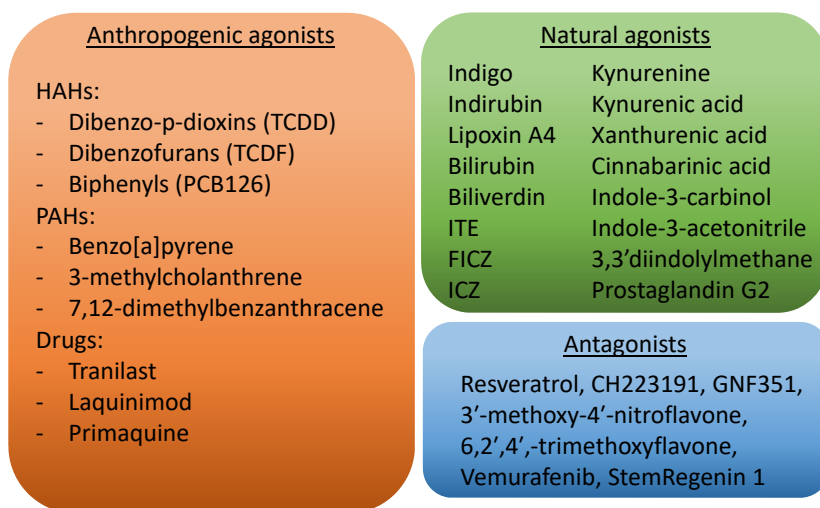 Anthropogenic agonists
HAHs:
- Dibenzo-p-dioxins (TCDD)
- Dibenzofurans (TCDF)
- Biphenyls (PCB126)
PAHs:
- Benzo[a]pyrene
- 3-methylcholanthrene
- 7,12-dimethylbenzanthracene
Drugs:
- Tranilast
- Laquinimod
- Primaquine
Natural agonists
Indigo Kynurenine
Indirubin Kynurenic acid
Lipoxin A4 Xanthurenic acid
Bilirubin Cinnabarinic acid
Biliverdin Indole-3-carbinol
ITE Indole-3-acetonitrile
FICZ 3,3’diindolylmethane
ICZ Prostaglandin G2
Antagonists
Resveratrol, CH223191, GNF351,
3′-methoxy-4′-nitroflavone,
6,2′,4′,-trimethoxyflavone,
Vemurafenib, StemRegenin 1